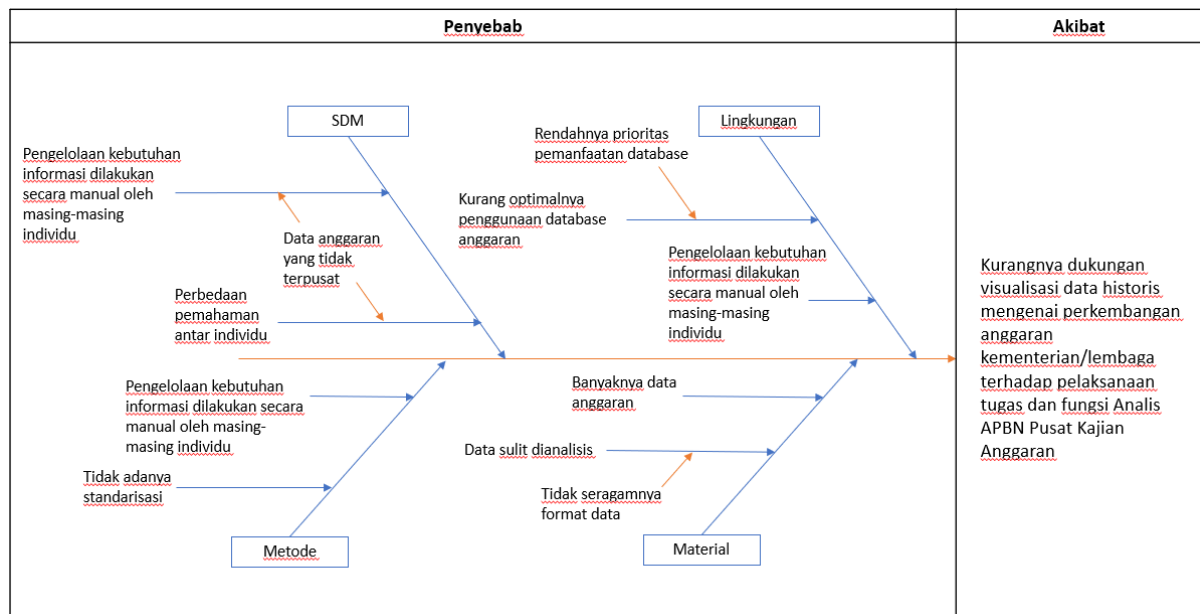 Penyebab
Akibat
SDM
Lingkungan
Pengelolaan kebutuhan
informasi dilakukan
secara manual oleh
masing-masing
individu
Data anggaran
yang tidak
terpusat
Perbedaan
pemahaman
antar individu
Rendahnya prioritas
pemanfaatan database
Kurang optimalnya
penggunaan database
anggaran
Pengelolaan kebutuhan
informasi dilakukan
secara manual oleh
masing-masing
individu
Pengelolaan kebutuhan
informasi dilakukan secara
manual oleh masing-
masing individu
Tidak adanya
standarisasi
Metode
Banyaknya data
anggaran
Data sulit dianalisis
Tidak seragamnya
format data
Material
Kurangnya dukungan
visualisasi data historis
mengenai perkembangan
anggaran
kementerian/lembaga
terhadap pelaksanaan
tugas dan fungsi Analis
APBN Pusat Kajian
Anggaran